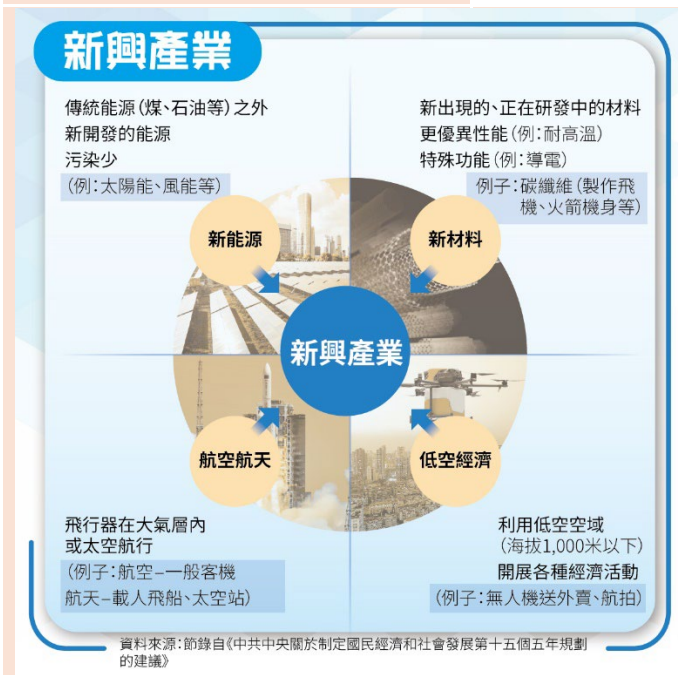 新興產業
傳統能源(煤、石油等)之外
新開發的能源
污染少
(例:太陽能、風能等)
新出現的、正在研發中的材料
更優異性能(例:耐高溫)
特殊功能(例:導電)
例子:碳纖維(製作飛
機、火箭機身等)
新能源
新材料
新興產業
航空航天
低空經濟
飛行器在大氣層內
或太空航行
(例子:航空–一般客機
航天–載人飛船、太空站)
利用低空空域
(海拔1,000米以下)
開展各種經濟活動
(例子:無人機送外賣、航拍)
資料來源:節錄自《中共中央關於制定國民經濟和社會發展第十五個五年規劃
的建議》